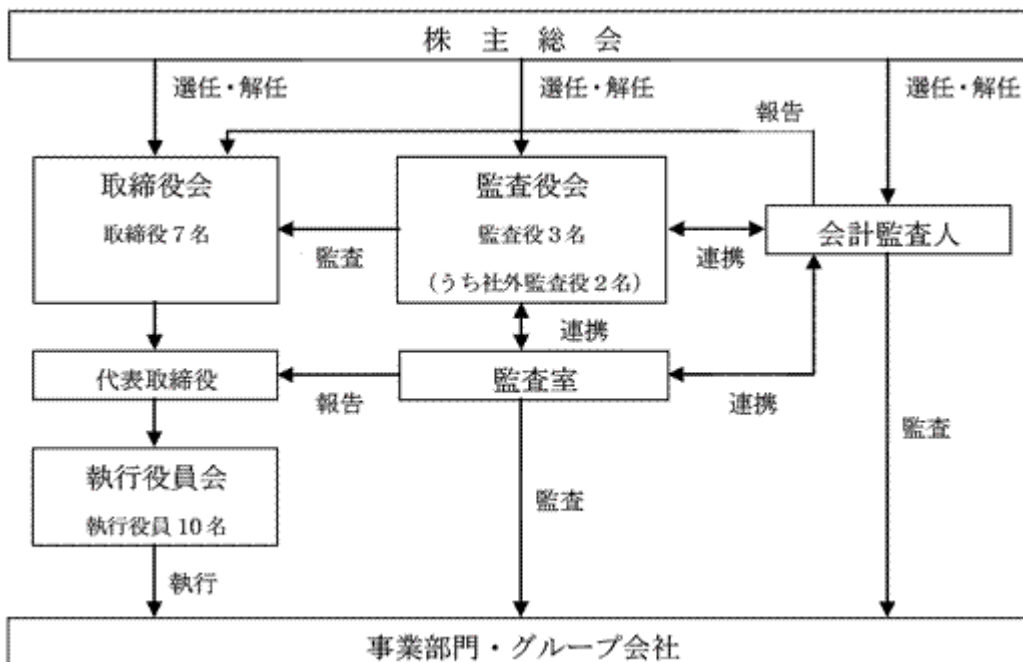 株主総会
選任・解任
選任・解任
選任・解任
報告
取締役会
取締役7名
監査
監査役会
監査役3名
(うち社外監査役2名)
連携
会計監査人
連携
代表取締役
報告
監査室
連携
監査
執行役員会
執行役員10名
監査
執行
事業部門・グループ会社